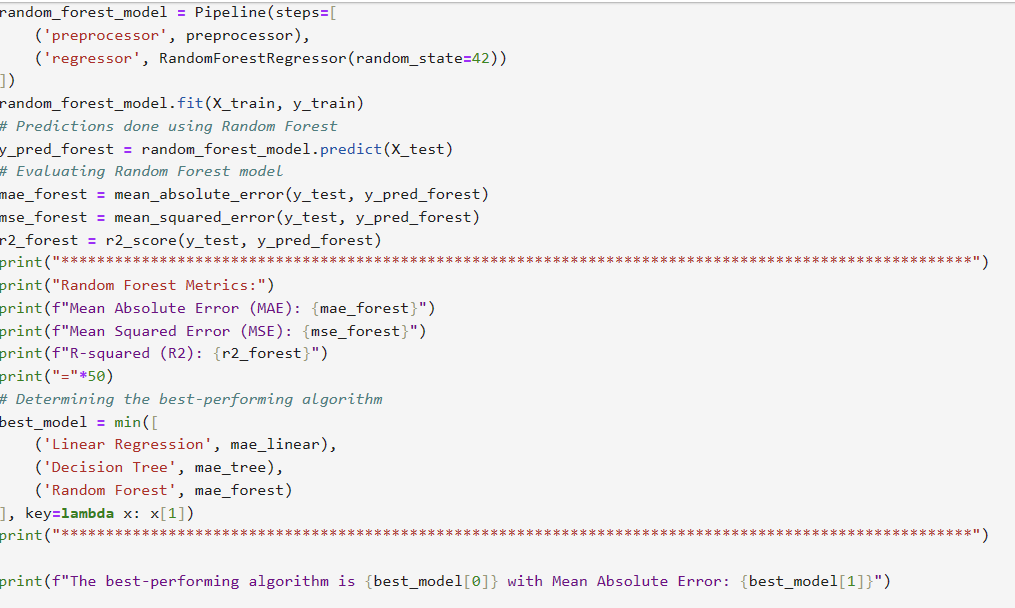 random_forest_model = Pipeline(steps=[
    ('preprocessor', preprocessor),
    ('regressor', RandomForestRegressor(random_state=42))
])
random_forest_model.fit(X_train, y_train)
# Predictions done using Random Forest
y_pred_forest = random_forest_model.predict(X_test)
# Evaluating Random Forest model
mae_forest = mean_absolute_error(y_test, y_pred_forest)
mse_forest = mean_squared_error(y_test, y_pred_forest)
r2_forest = r2_score(y_test, y_pred_forest)
print("******************************************************************************************************")
print("Random Forest Metrics:")
print(f"Mean Absolute Error (MAE): {mae_forest}")
print(f"Mean Squared Error (MSE): {mse_forest}")
print(f"R-squared (R2): {r2_forest}")
print("="*50)
# Determining the best-performing algorithm
best_model = min([
    ('Linear Regression', mae_linear),
    ('Decision Tree', mae_tree),
    ('Random Forest', mae_forest)
], key=lambda x: x[1])
print("******************************************************************************************************")
print(f"The best-performing algorithm is {best_model[0]} with Mean Absolute Error: {best_model[1]}")